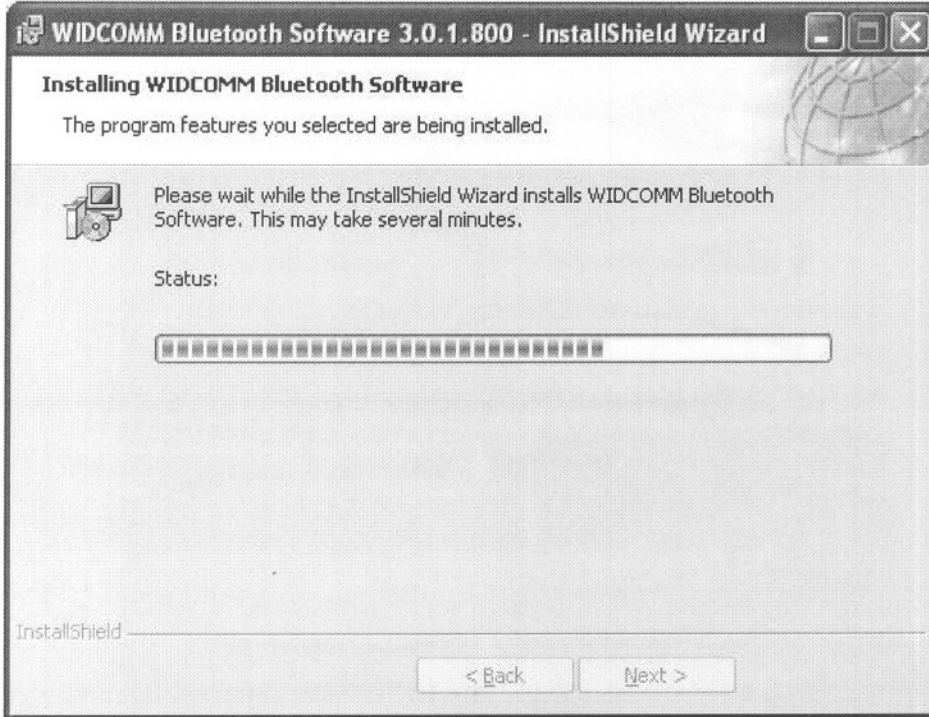 WIDCOMM Bluetooth Software 3.0.1.800 - InstallShield Wizard
Installing WIDCOMM Bluetooth Software
The program features you selected are being installed.
Please wait while the InstallShield Wizard installs WIDCOMM Bluetooth
Software. This may take several minutes.
Status:
InstallShield
< Back
Next >